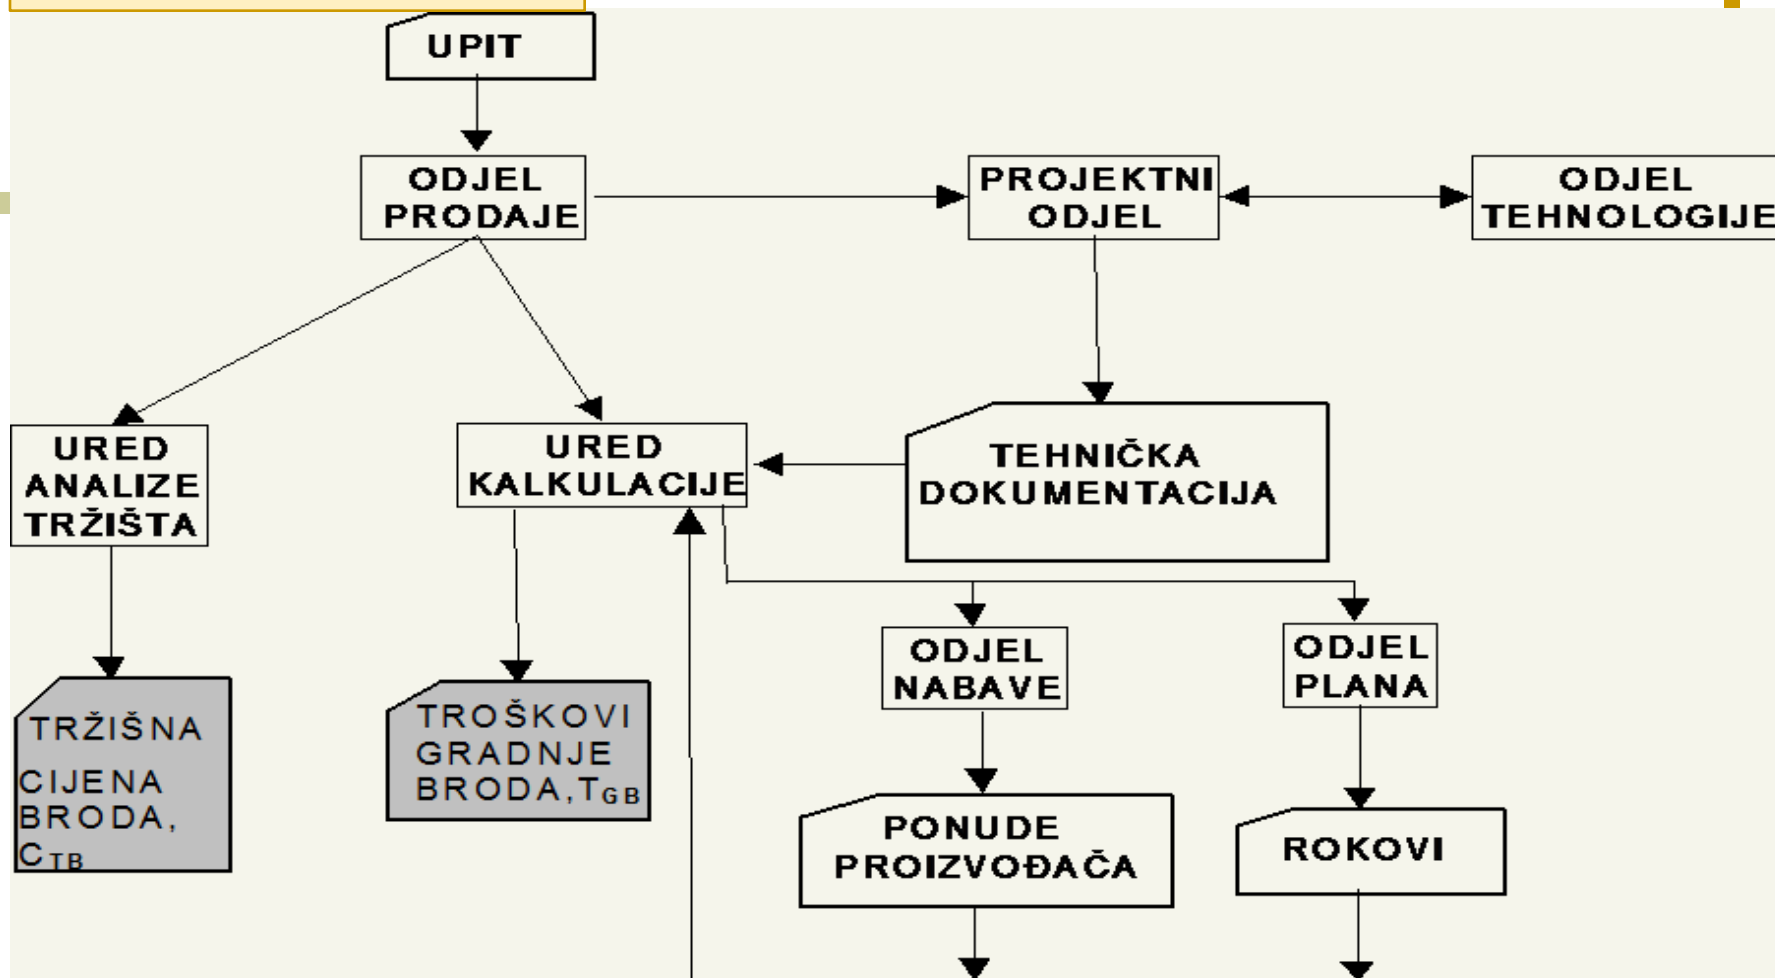 UPIT
ODJEL
PRODAJE
PROJEKTNI
ODJEL
ODJEL
TEHNOLOGIJE
URED
ANALIZE
TRŽIŠTA
URED
KALKULACIJE
TEHNIČKA
DOKUMENTACIJA
ODJEL
NABAVE
ODJEL
PLANA
TRŽIŠNA
CIJENA
BRODA,
CTB
TROŠKOVI
GRADNJE
BRODA,TGB
PONUDE
PROIZVOĐAČA
ROKOVI